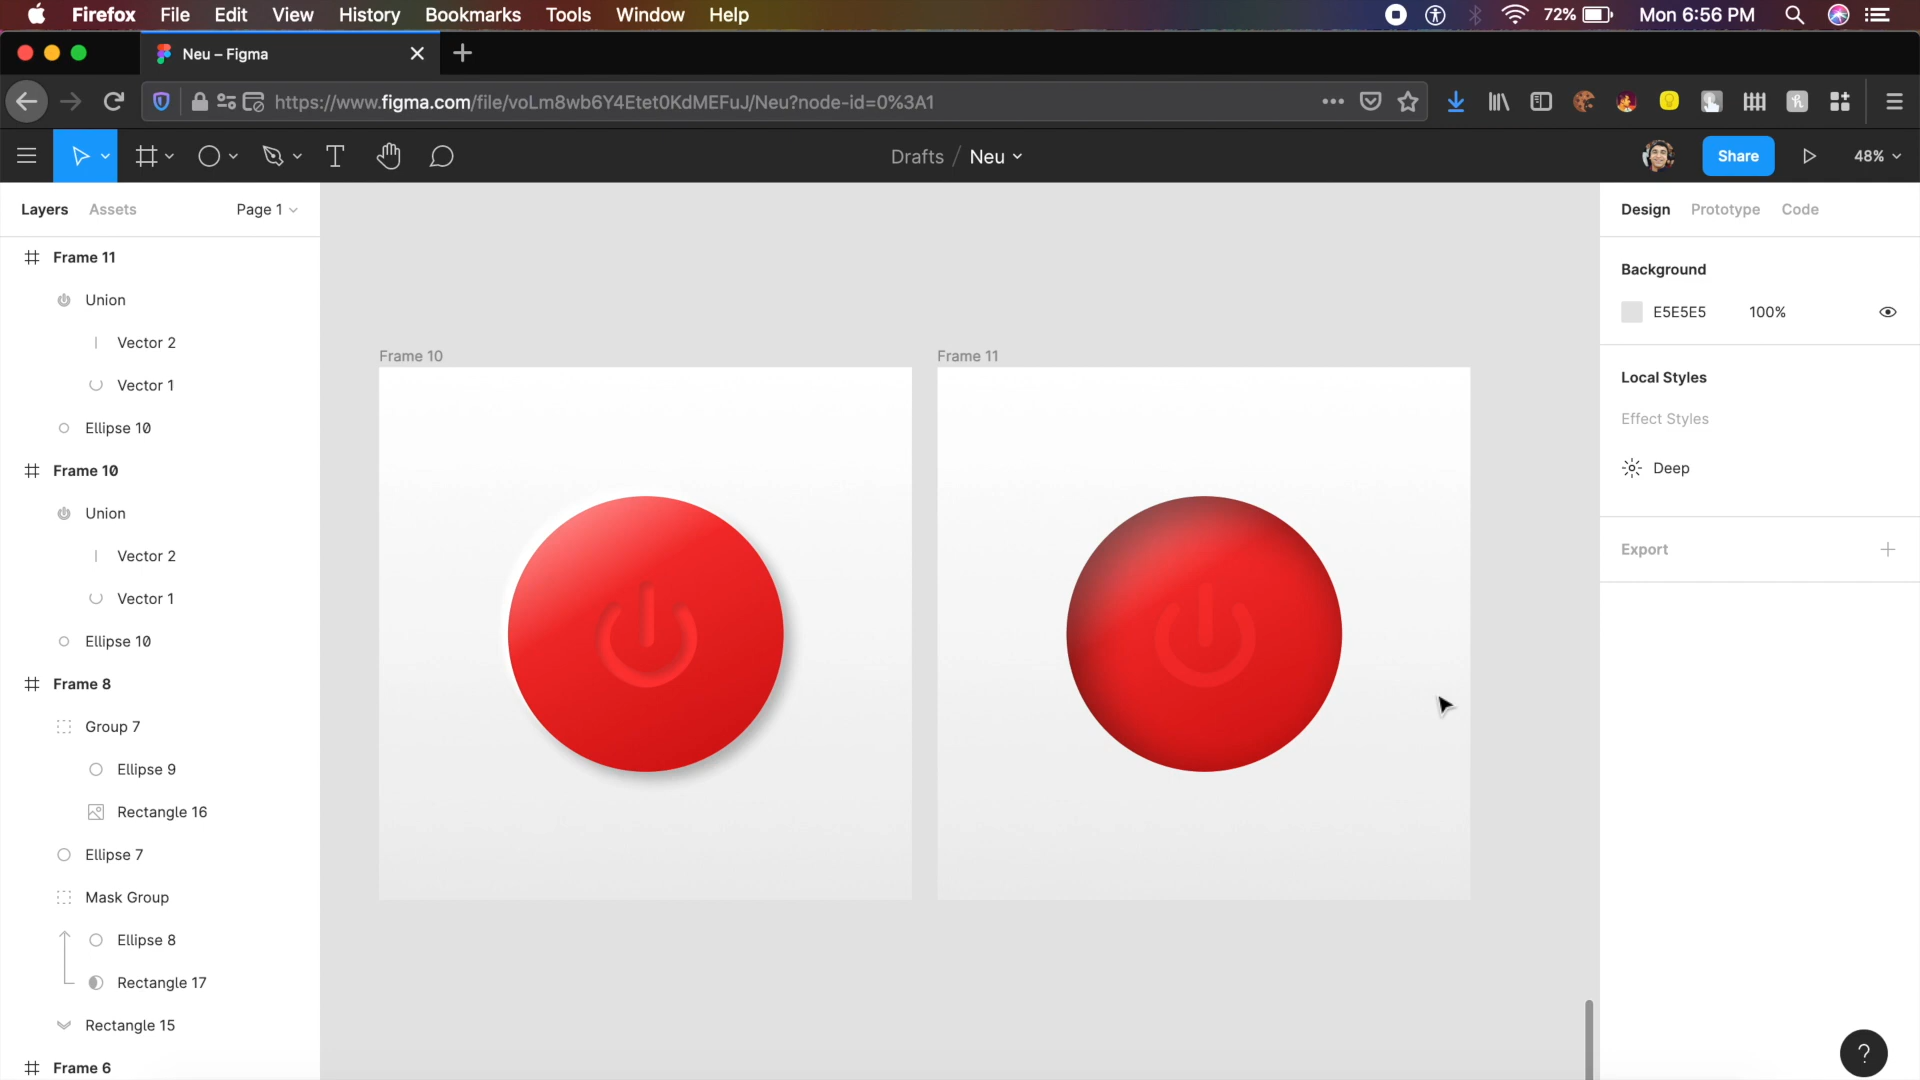 Firefox File Edit View History Bookmarks Tools Window Help 72% Mon 6:56 PM
Neu – Figma
https://www.figma.com/file/voLm8wb6Y4Etet0KdMEFuJ/Neu?node-id=0%3A1
Drafts / Neu Share 48%
Layers Assets Page 1
Frame 11
Union
Vector 2
Vector 1
Ellipse 10
Frame 10
Union
Vector 2
Vector 1
Ellipse 10
Frame 8
Group 7
Ellipse 9
Rectangle 16
Ellipse 7
Mask Group
Ellipse 8
Rectangle 17
Rectangle 15
Frame 6
Frame 10
Frame 11
Design Prototype Code
Background
E5E5E5 100%
Local Styles
Effect Styles
Deep
Export
?